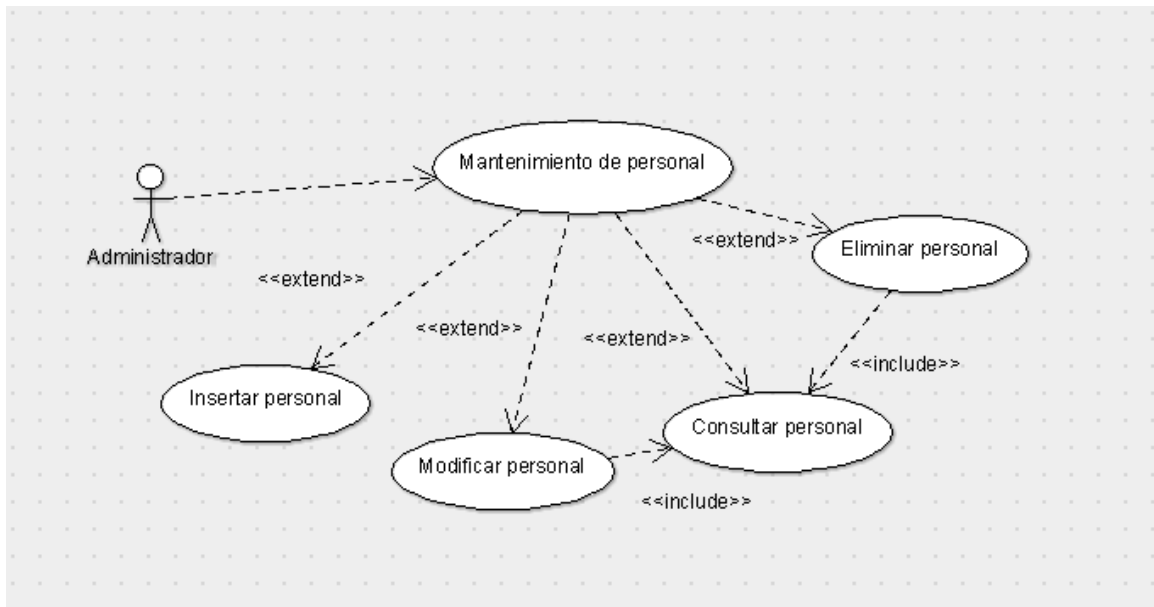 Mantenimiento de personal
Administrador
<<extend>>
Eliminar personal
<<extend>>
<<extend>>
<<extend>>
<<include>>
Insertar personal
Consultar personal
Modificar personal
<<include>>